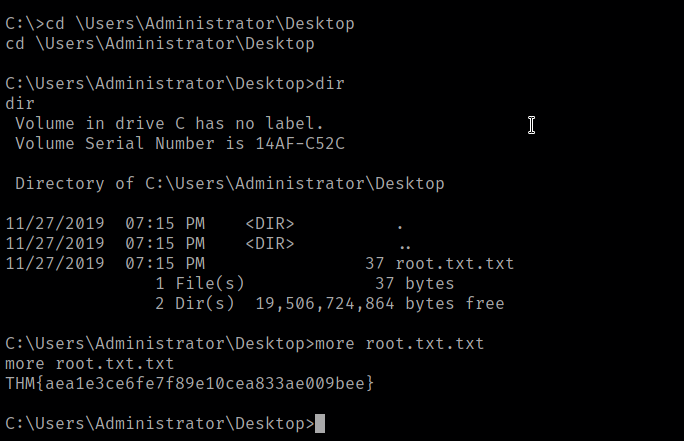 C:\>cd \Users\Administrator\Desktop
cd \Users\Administrator\Desktop
C:\Users\Administrator\Desktop>dir
dir
 Volume in drive C has no label.
 Volume Serial Number is 14AF-C52C
 Directory of C:\Users\Administrator\Desktop
11/27/2019  07:15 PM    <DIR>          .
11/27/2019  07:15 PM    <DIR>          ..
11/27/2019  07:15 PM                37 root.txt.txt
               1 File(s)             37 bytes
               2 Dir(s)  19,506,724,864 bytes free
C:\Users\Administrator\Desktop>more root.txt.txt
more root.txt.txt
THM{aea1e3ce6fe7f89e10cea833ae009bee}
C:\Users\Administrator\Desktop>